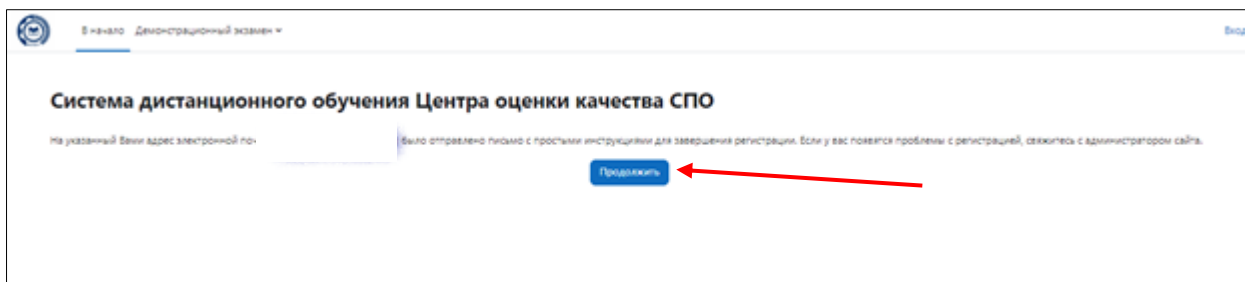 В начало Демонстрационный экзамен
Вход
Система дистанционного обучения Центра оценки качества СПО
На указанный Вами адрес электронной поч было отправлено письмо с простыми инструкциями для завершения регистрации. Если у вас появятся проблемы с регистрацией, свяжитесь с администратором сайта.
Продолжить